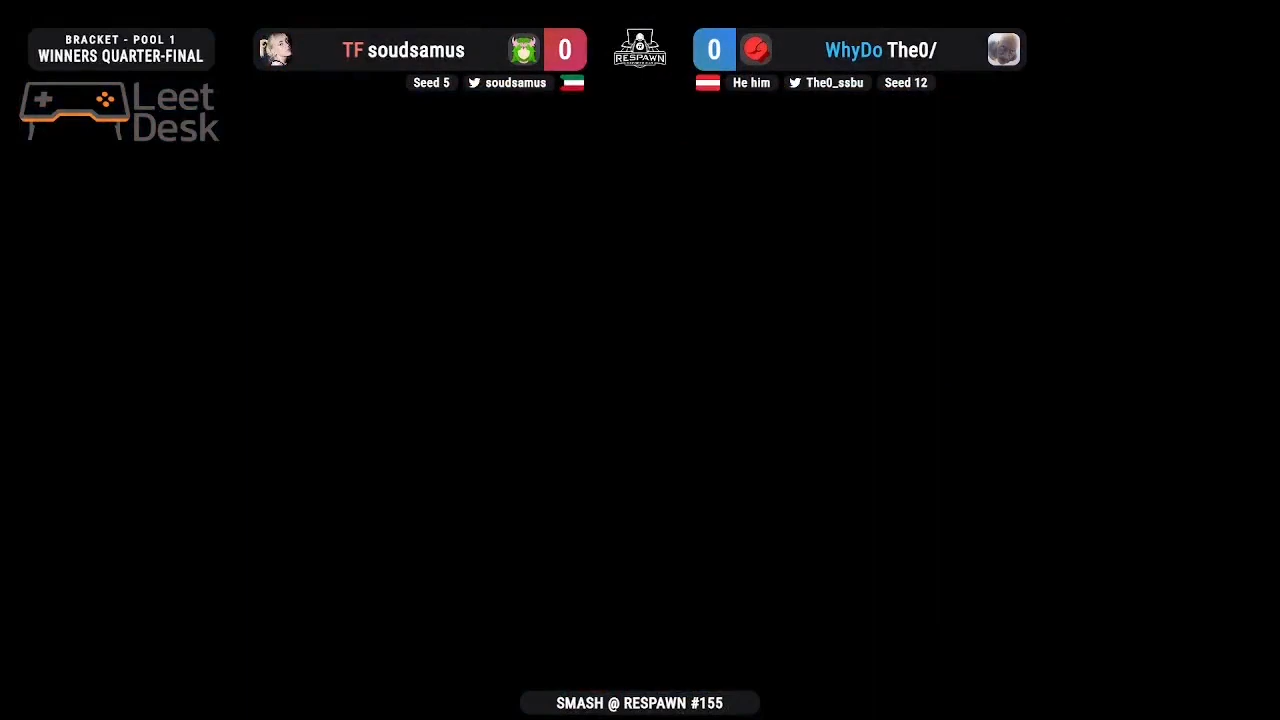 BRACKET - POOL 1
WINNERS QUARTER-FINAL
TF soudsamus 0
RESPAWN
0 WhyDo The0/
Seed 5 soudsamus
He him The0_ssbu Seed 12
Leet
Desk
SMASH @ RESPAWN #155